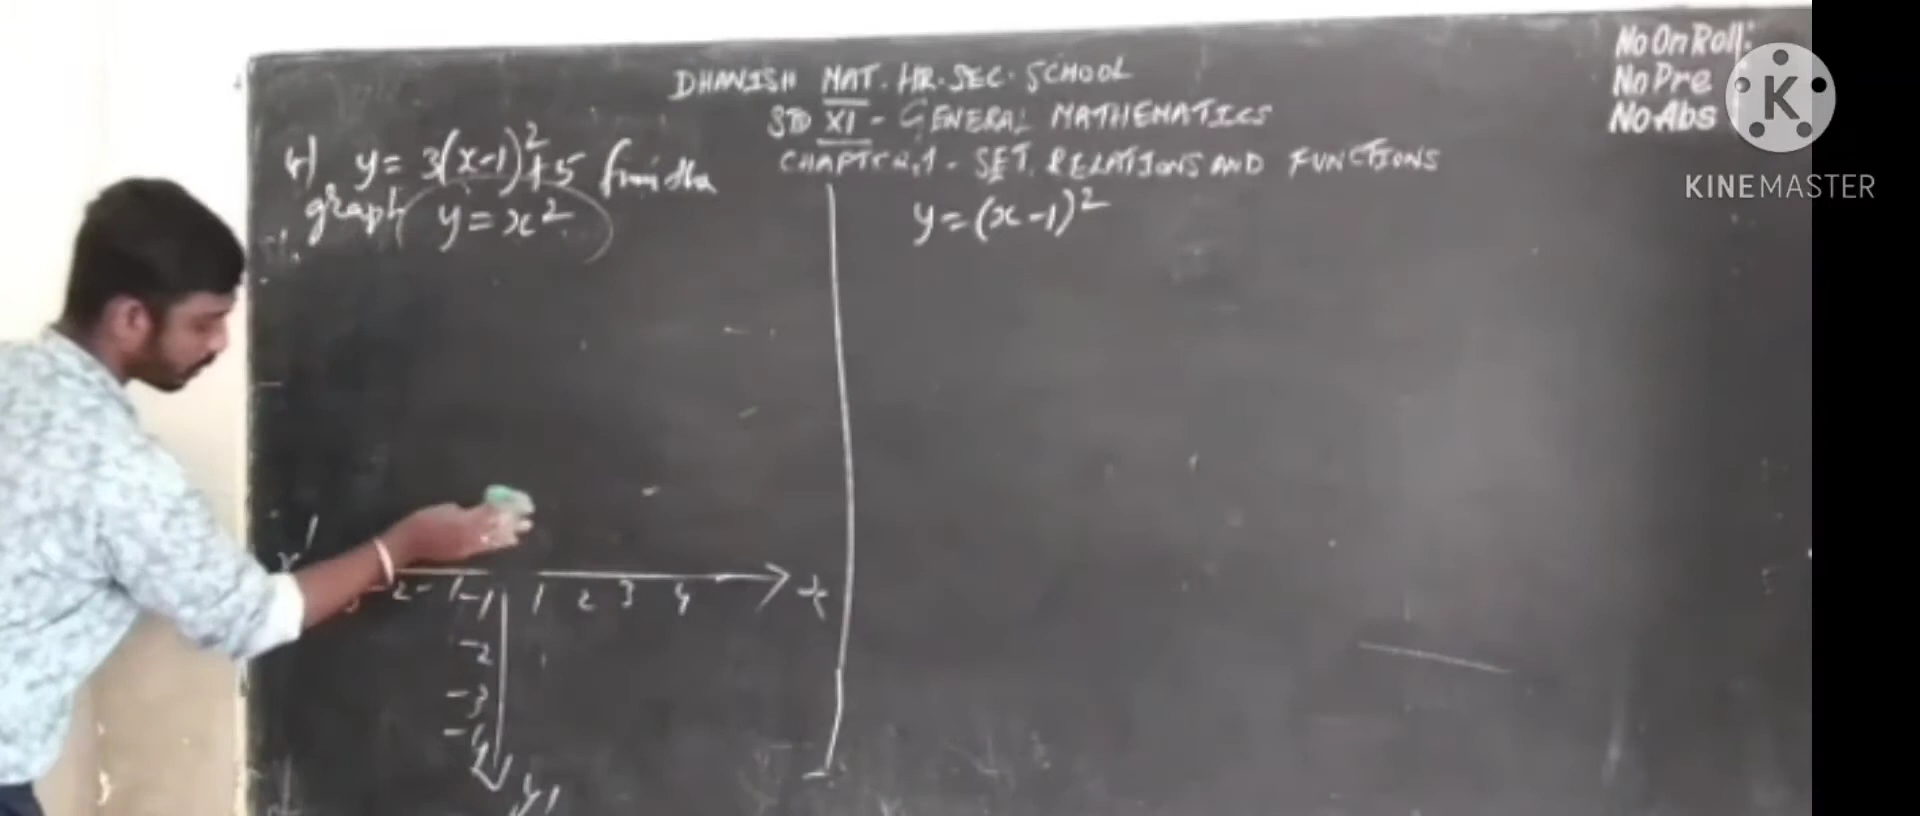 DHANISH MAT. HR. SEC. SCHOOL
STD XI - GENERAL MATHEMATICS
CHAPTER.1 - SET, RELATIONS AND FUNCTIONS
y = 3(x-1)²+5 find the
graph y = x²
y = (x-1)²
x'
-2 -1 -1 1 2 3 4 x
-2
-3
-4
y'
No On Roll:
No Pre
No Abs
K
KINEMASTER